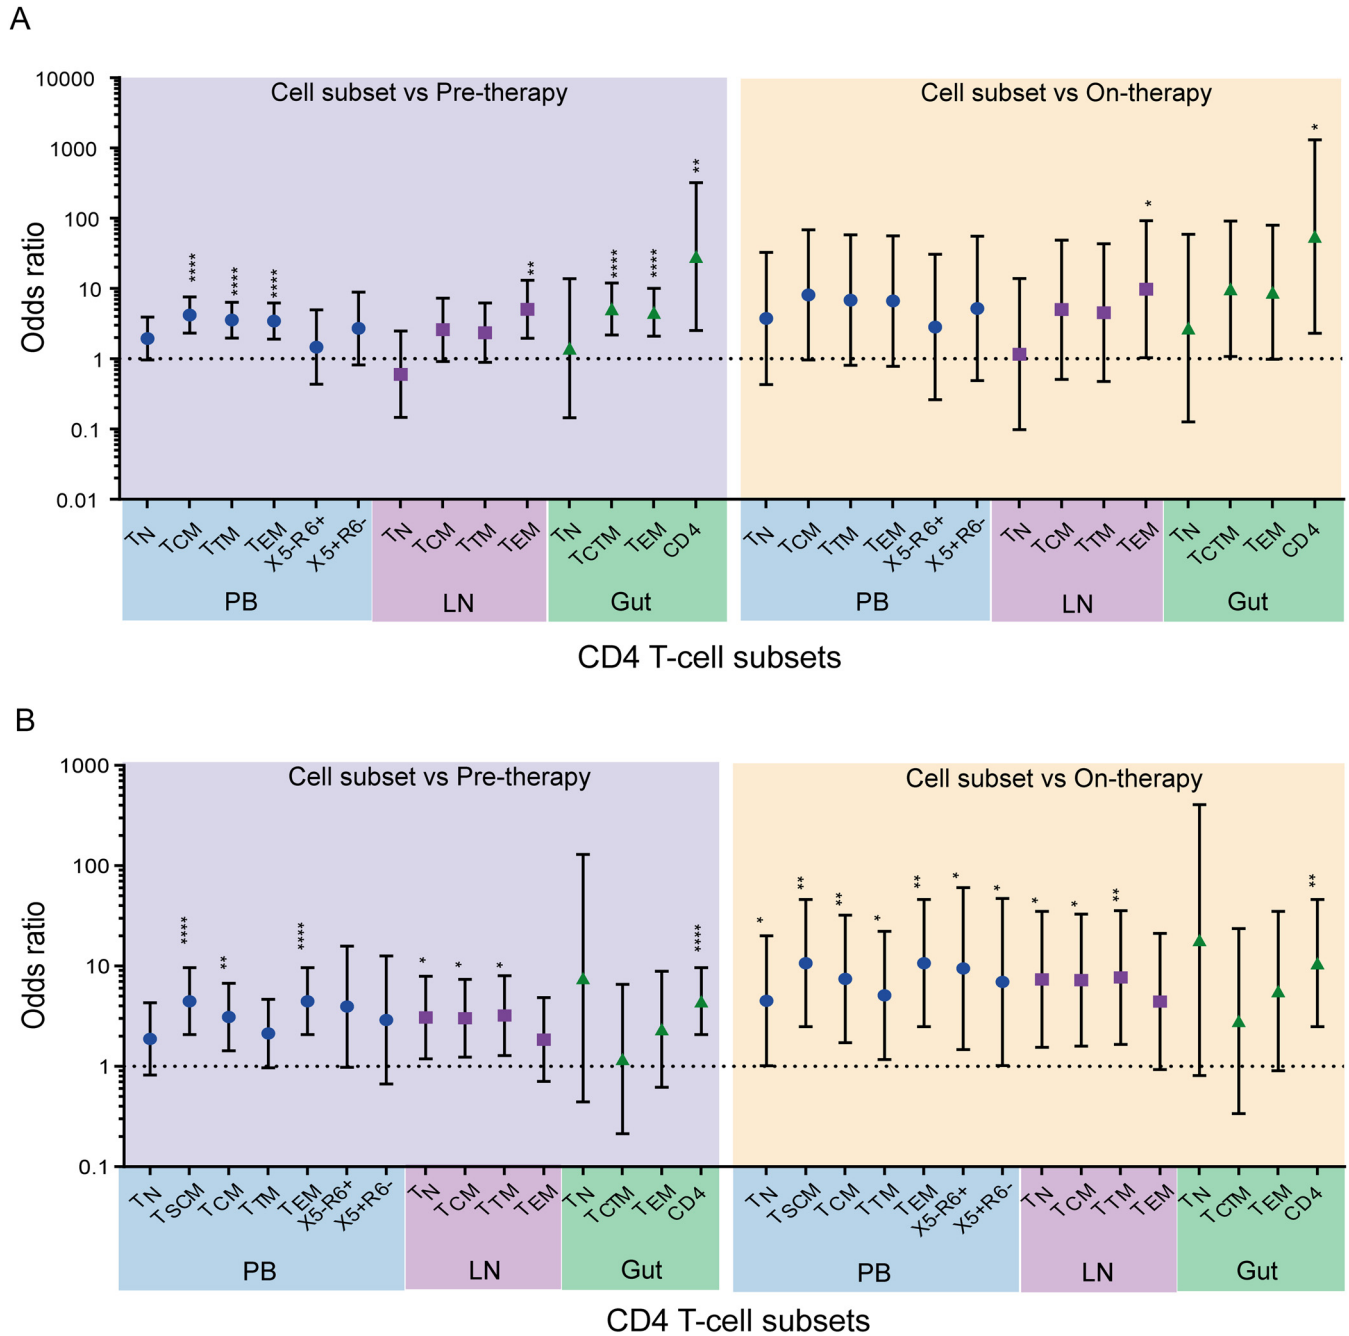 A
Cell subset vs Pre-therapy
Cell subset vs On-therapy
10000
1000
100
10
1
0.1
0.01
Odds ratio
**** **** **** ** **** **** **
* *
TN TCM TTM TEM X5-R6+ X5+R6- TN TCM TTM TEM TN TCTM TEM CD4
TN TCM TTM TEM X5-R6+ X5+R6- TN TCM TTM TEM TN TCTM TEM CD4
PB LN Gut
PB LN Gut
CD4 T-cell subsets
B
Cell subset vs Pre-therapy
Cell subset vs On-therapy
1000
100
10
1
0.1
Odds ratio
**** ** **** * * * ****
* ** ** * ** * * * * ** **
TN TSCM TCM TTM TEM X5-R6+ X5+R6- TN TCM TTM TEM TN TCTM TEM CD4
TN TSCM TCM TTM TEM X5-R6+ X5+R6- TN TCM TTM TEM TN TCTM TEM CD4
PB LN Gut
PB LN Gut
CD4 T-cell subsets